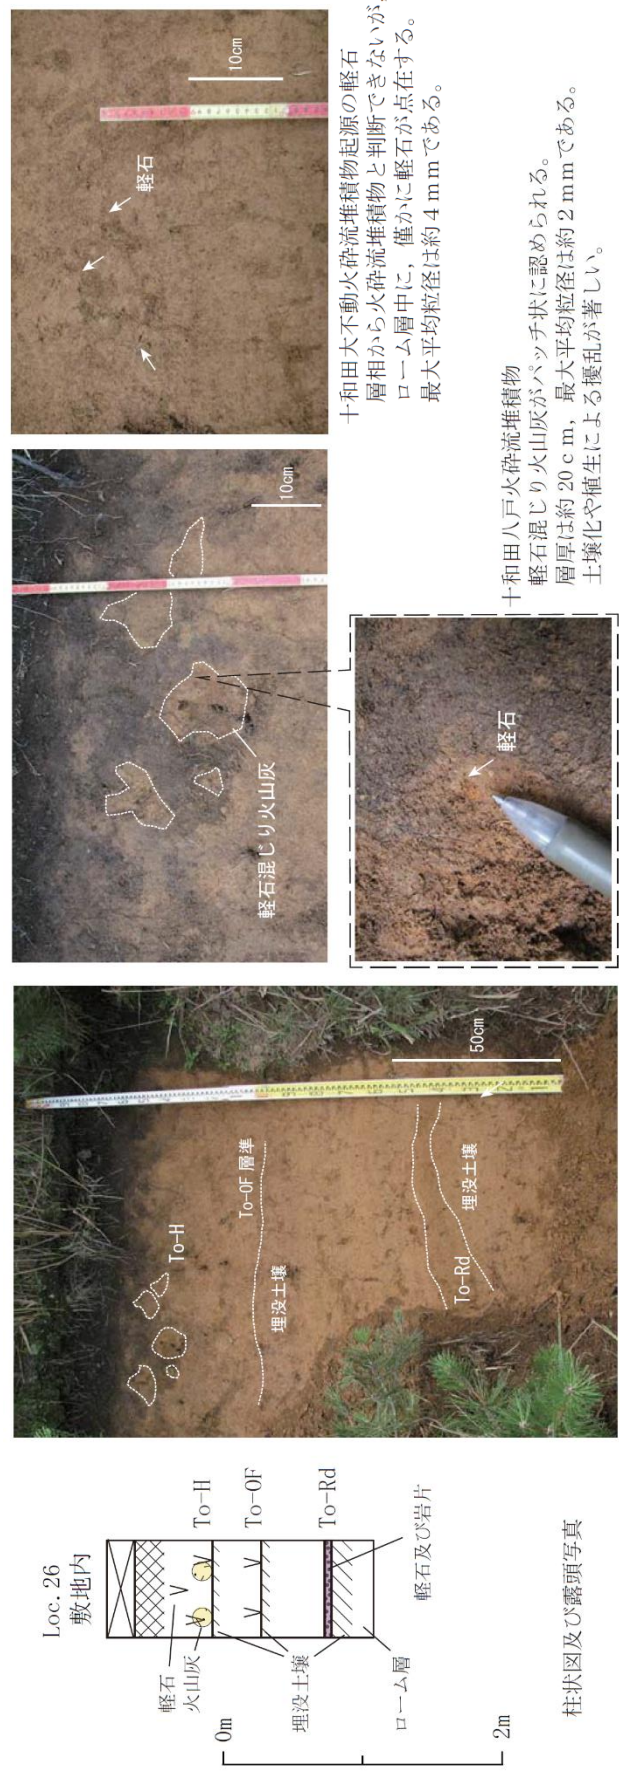 Loc.26
敷地内
軽石
火山灰
埋没土壌
ローム層
To-H
To-OF
To-Rd
軽石及び岩片
0m
2m
柱状図及び露頭写真
To-H
To-OF 層準
埋没土壌
To-Rd
埋没土壌
50cm
軽石混じり火山灰
10cm
軽石
十和田八戸火砕流堆積物
軽石混じり火山灰がパッチ状に認められる。
層厚は約20cm，最大平均粒径は約2mmである。
土壌化や植生による擾乱が著しい。
軽石
10cm
十和田大不動火砕流堆積物起源の軽石
層相から火砕流堆積物と判断できないが，
ローム層中に，僅かに軽石が点在する。
最大平均粒径は約4mmである。